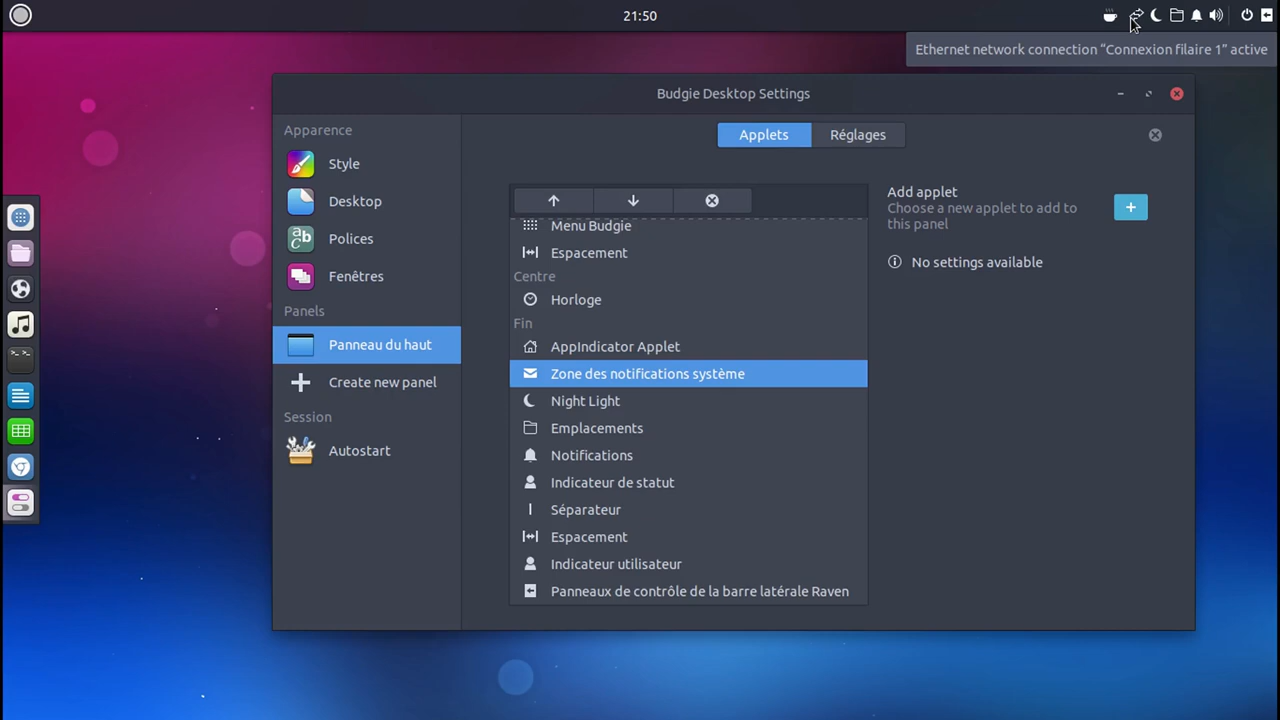 21:50
Ethernet network connection “Connexion filaire 1” active
Budgie Desktop Settings
Apparence
Style
Desktop
Polices
Fenêtres
Panels
Panneau du haut
Create new panel
Session
Autostart
Applets
Réglages
Menu Budgie
Espacement
Centre
Horloge
Fin
AppIndicator Applet
Zone des notifications système
Night Light
Emplacements
Notifications
Indicateur de statut
Séparateur
Espacement
Indicateur utilisateur
Panneaux de contrôle de la barre latérale Raven
Add applet
Choose a new applet to add to
this panel
No settings available